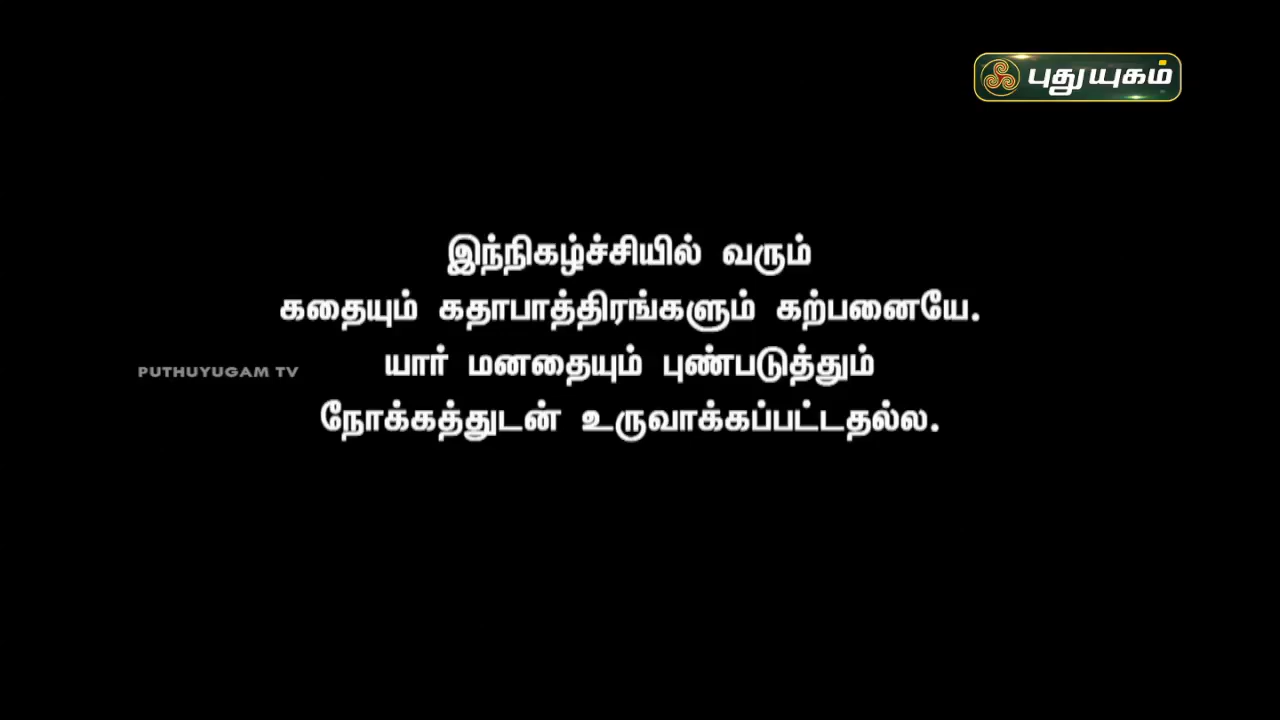 புதுயுகம்
இந்நிகழ்ச்சியில் வரும்
கதையும் கதாபாத்திரங்களும் கற்பனையே.
யார் மனதையும் புண்படுத்தும்
PUTHUYUGAM TV
நோக்கத்துடன் உருவாக்கப்பட்டதல்ல.